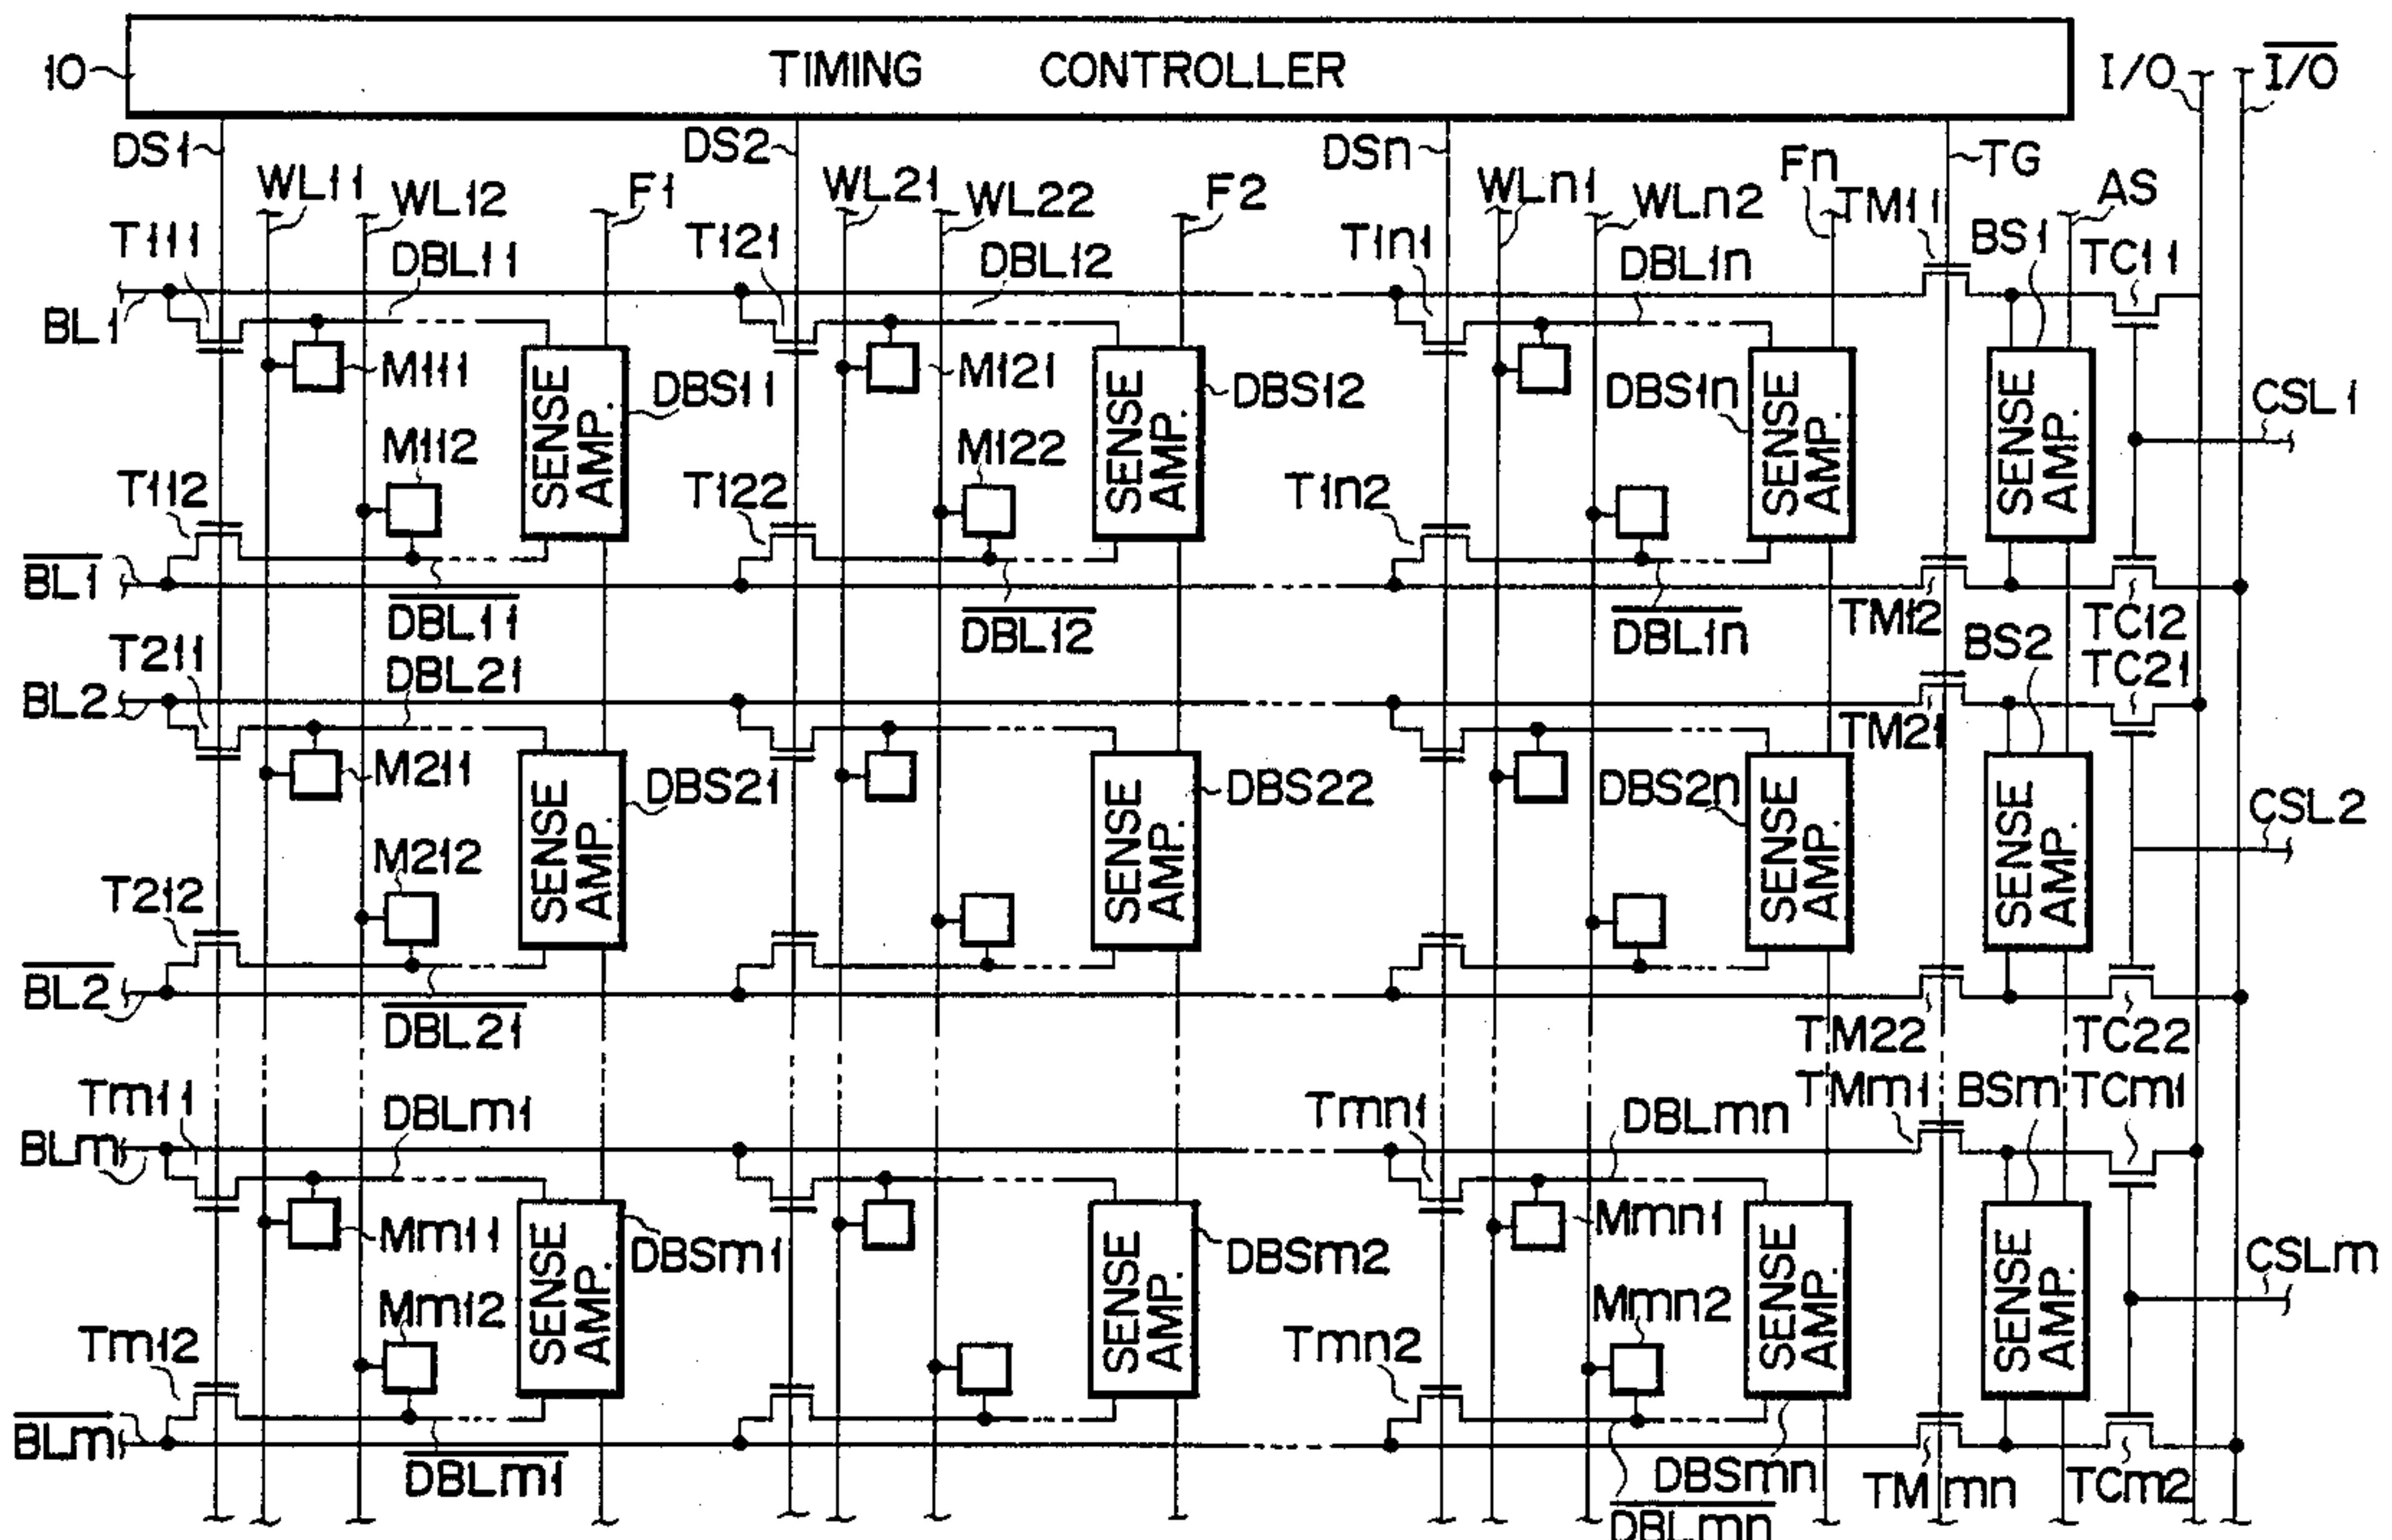 10
TIMING CONTROLLER
I/O
I/O
DS1
DS2
DSn
TG
WL11
WL12
F1
WL21
WL22
F2
WLn1
WLn2
Fn
TM11
AS
T111
DBL11
T121
DBL12
T1n1
DBL1n
BS1
TC11
BL1
M111
DBS11
M121
DBS12
DBS1n
SENSE AMP.
SENSE AMP.
SENSE AMP.
SENSE AMP.
CSL1
M112
M122
T112
T122
T1n2
BL1
DBL11
DBL12
DBL1n
TM12
TC12
T211
DBL21
BS2
TC21
BL2
TM21
M211
DBS21
DBS22
DBS2n
SENSE AMP.
SENSE AMP.
SENSE AMP.
SENSE AMP.
CSL2
M212
T212
BL2
DBL21
TM22
TC22
Tm11
DBLm1
Tmn1
DBLmn
TMm1
BSm
TCm1
BLm
Mm11
DBSm1
DBSm2
Mmn1
SENSE AMP.
SENSE AMP.
SENSE AMP.
SENSE AMP.
CSLm
Mm12
Mmn2
Tm12
Tmn2
BLm
DBLm1
DBSmn
TMmn
TCm2
DBLmn